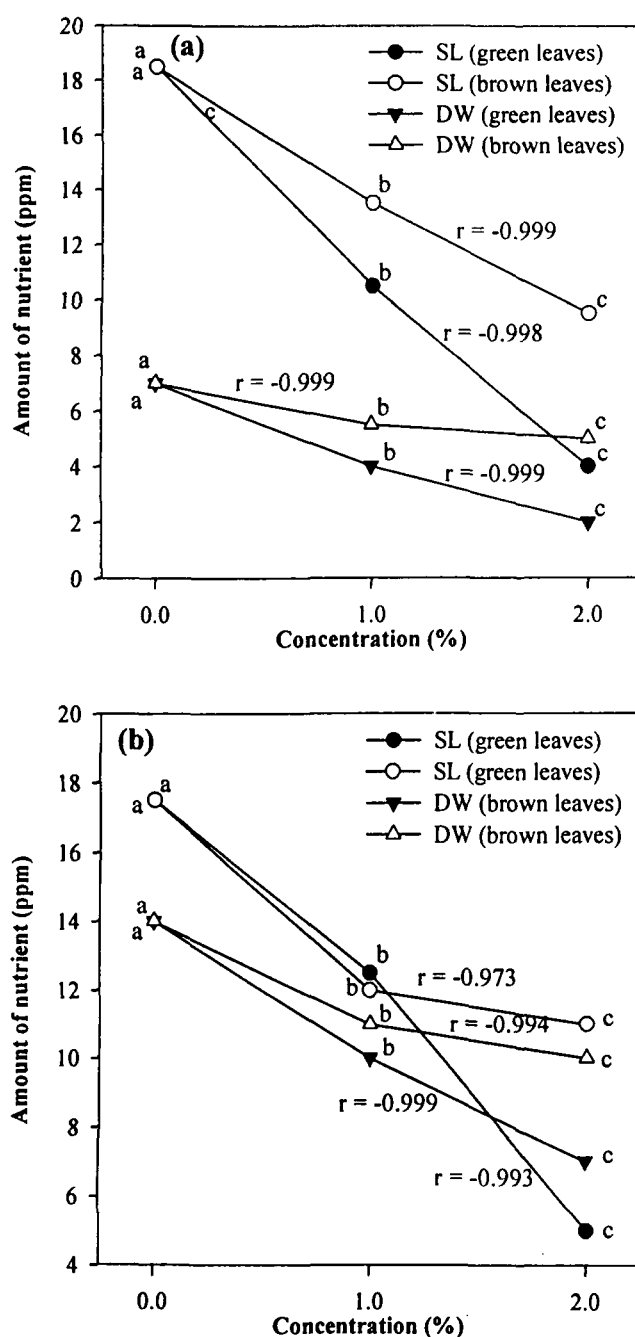 (a)
SL (green leaves)
SL (brown leaves)
DW (green leaves)
DW (brown leaves)
20
18
16
14
12
10
8
6
4
2
0
Amount of nutrient (ppm)
a
a
c
b
r = -0.999
b
c
r = -0.998
a
r = -0.999
b
c
a
b
r = -0.999
c
c
0.0
1.0
2.0
Concentration (%)
(b)
SL (green leaves)
SL (green leaves)
DW (brown leaves)
DW (brown leaves)
20
18
16
14
12
10
8
6
4
Amount of nutrient (ppm)
a
a
a
a
b
b
r = -0.973
c
b
r = -0.994
c
b
r = -0.999
c
r = -0.993
c
0.0
1.0
2.0
Concentration (%)